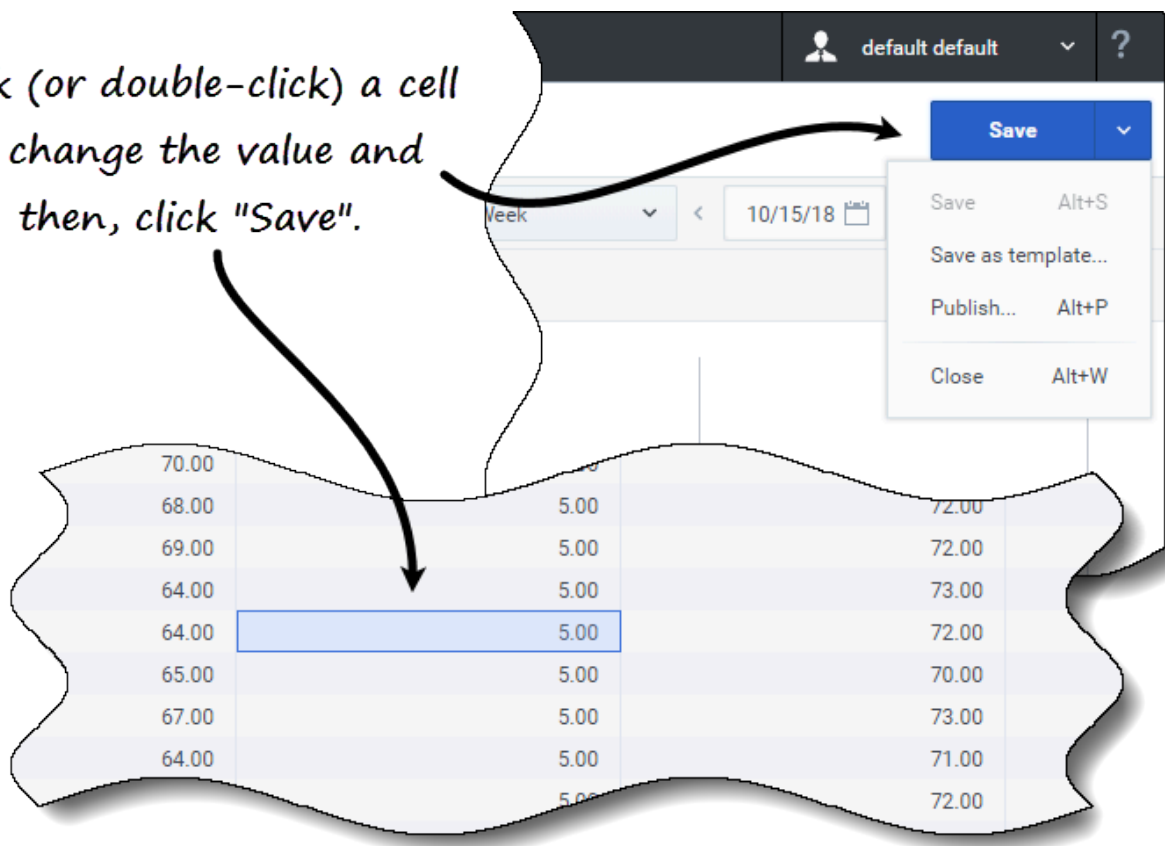 default default ?
k (or double-click) a cell
change the value and
then, click "Save".
Save
Week
< 10/15/18
Save Alt+S
Save as template...
Publish... Alt+P
Close Alt+W
70.00
68.00 5.00 72.00
69.00 5.00 72.00
64.00 5.00 73.00
64.00 5.00 72.00
65.00 5.00 70.00
67.00 5.00 73.00
64.00 5.00 71.00
5.00 72.00